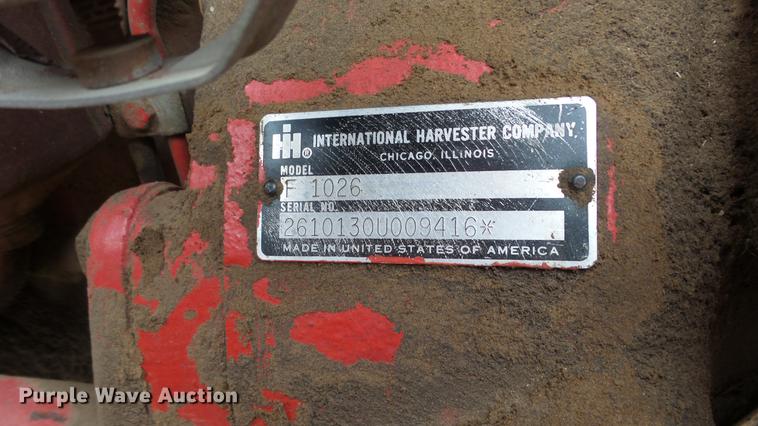 IH® INTERNATIONAL HARVESTER COMPANY,
CHICAGO, ILLINOIS
MODEL
F 1026
SERIAL NO.
2610130U009416*
MADE IN UNITED STATES OF AMERICA
Purple Wave Auction